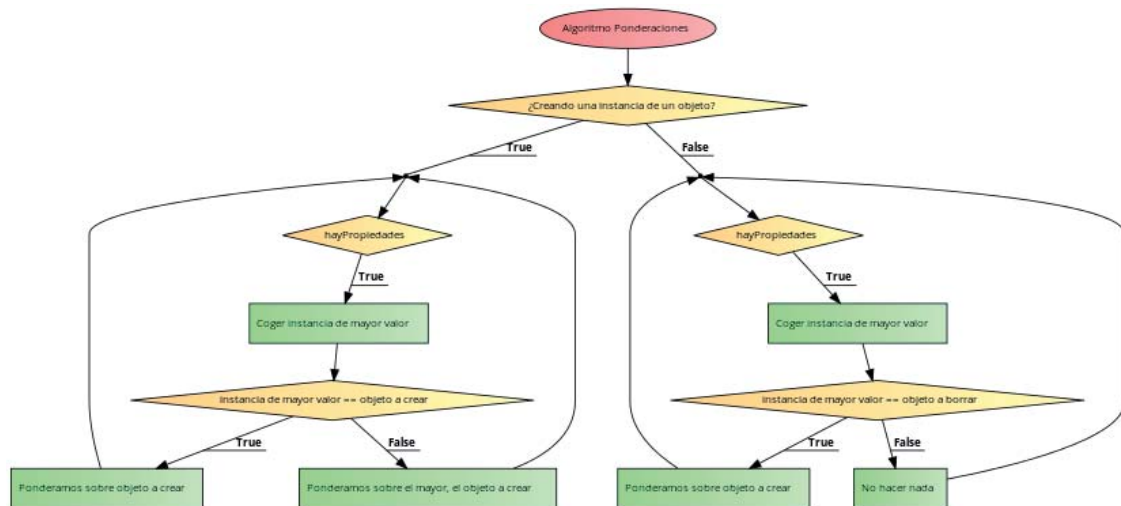 Algoritmo Ponderaciones
¿Creando una instancia de un objeto?
True
False
hayPropiedades
hayPropiedades
True
True
Coger instancia de mayor valor
Coger instancia de mayor valor
instancia de mayor valor == objeto a crear
instancia de mayor valor == objeto a borrar
True
False
True
False
Ponderamos sobre objeto a crear
Ponderamos sobre el mayor, el objeto a crear
Ponderamos sobre objeto a crear
No hacer nada